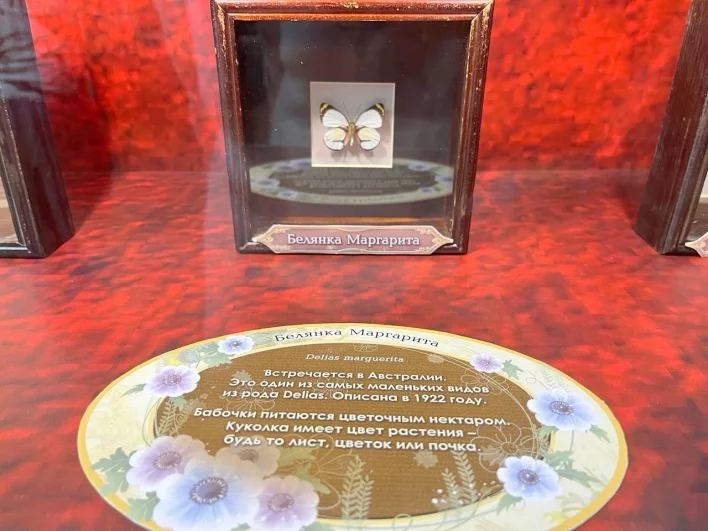 Белянка Маргарита
Белянка Маргарита
Delias marguerita
Встречается в Австралии.
Это один из самых маленьких видов
из рода Delias. Описана в 1922 году.
Бабочки питаются цветочным нектаром.
Куколка имеет цвет растения –
будь то лист, цветок или почка.